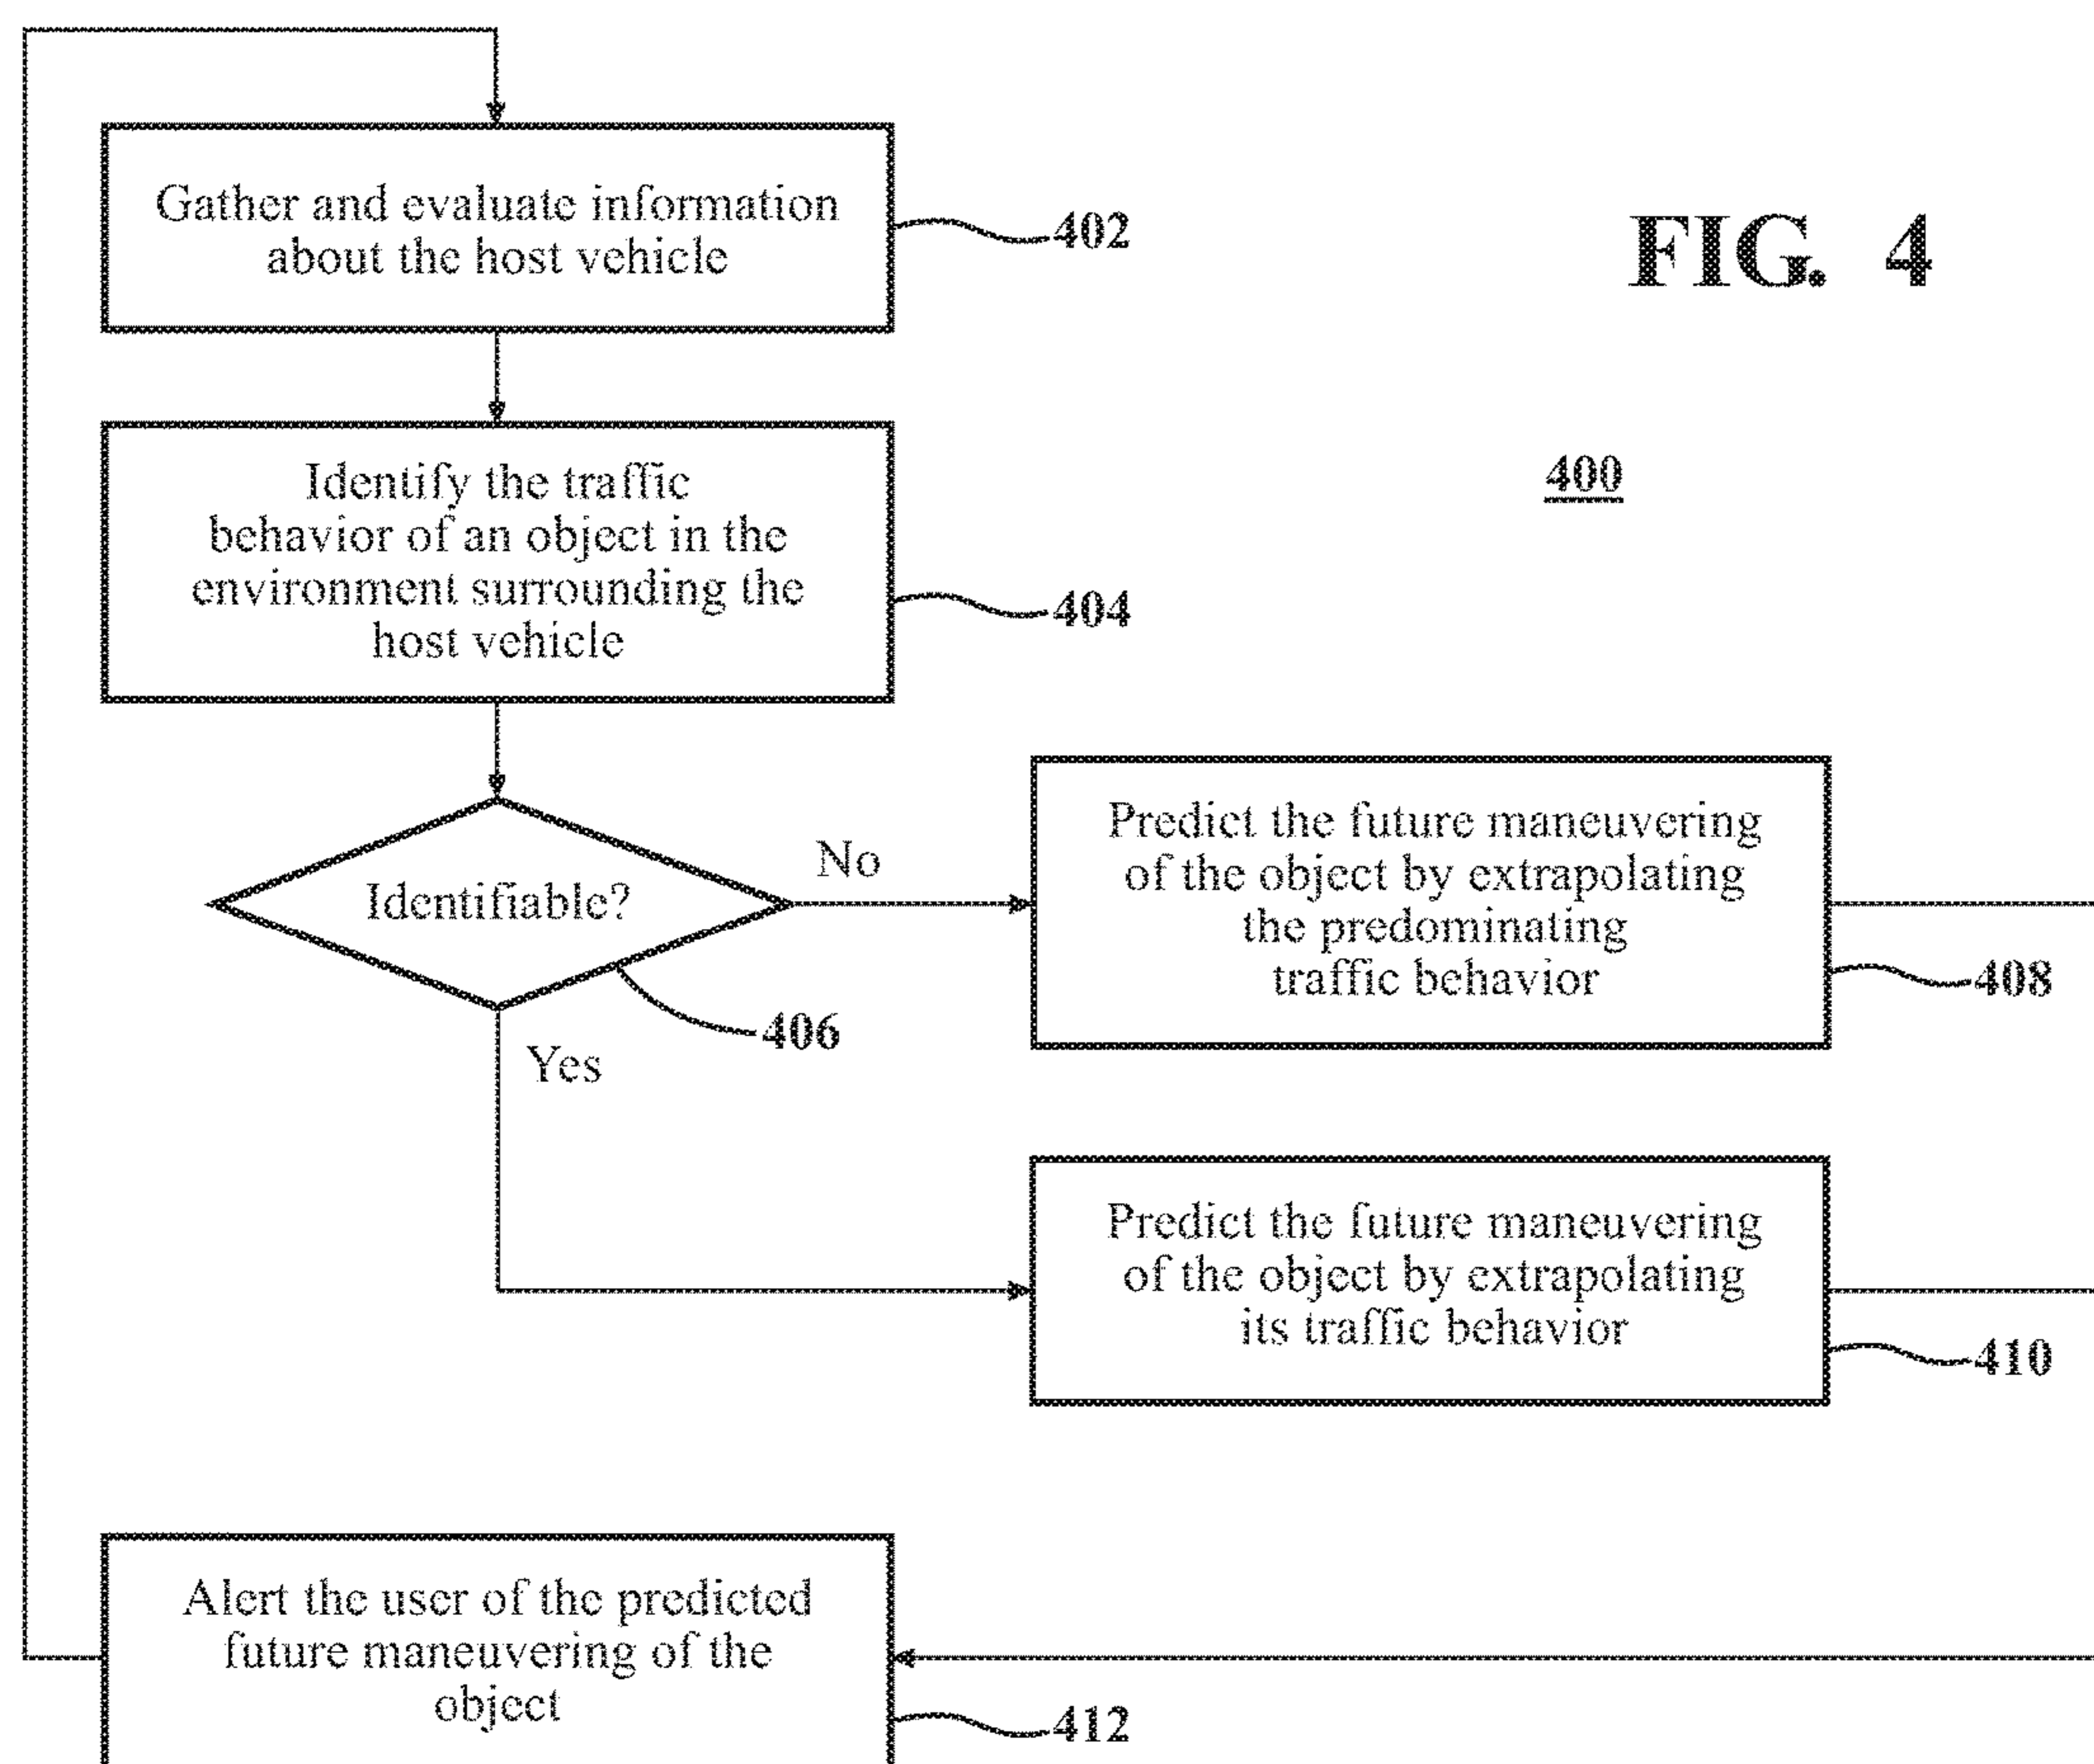 Gather and evaluate information
about the host vehicle
402
FIG. 4
Identify the traffic
behavior of an object in the
environment surrounding the
host vehicle
404
400
Identifiable?
406
No
Yes
Predict the future maneuvering
of the object by extrapolating
the predominating
traffic behavior
408
Predict the future maneuvering
of the object by extrapolating
its traffic behavior
410
Alert the user of the predicted
future maneuvering of the
object
412